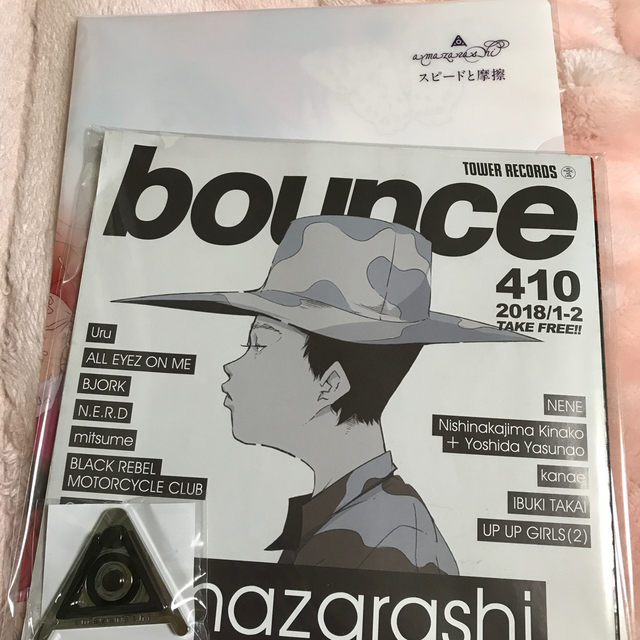 amazarashi
スピードと摩擦
TOWER RECORDS
bounce
410
2018/1-2
TAKE FREE!!
Uru
ALL EYEZ ON ME
BJORK
N.E.R.D
mitsume
BLACK REBEL
MOTORCYCLE CLUB
NENE
Nishinakajima Kinako
+ Yoshida Yasunao
kanae
IBUKI TAKAI
UP UP GIRLS(2)
mazarashi